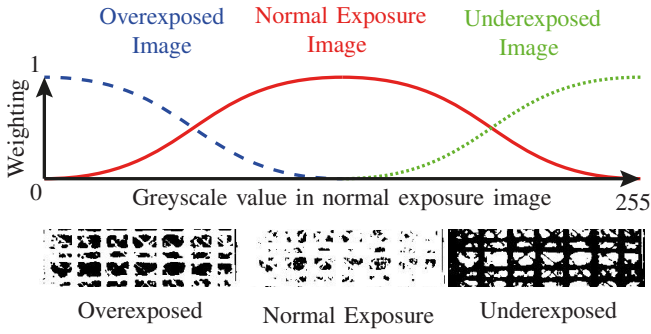 Overexposed
Image
Normal Exposure
Image
Underexposed
Image
1
Weighting
0
Greyscale value in normal exposure image
255
Overexposed
Normal Exposure
Underexposed